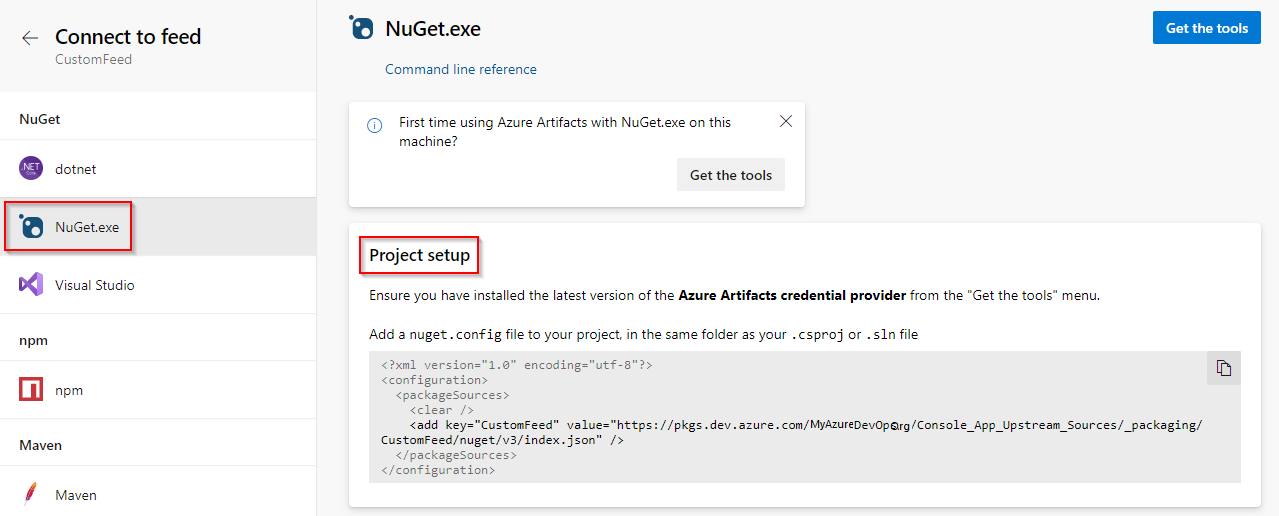 Connect to feed
CustomFeed
NuGet
.NET
Core
dotnet
NuGet.exe
Visual Studio
npm
npm
Maven
Maven
NuGet.exe
Get the tools
Command line reference
First time using Azure Artifacts with NuGet.exe on this
machine?
Get the tools
Project setup
Ensure you have installed the latest version of the Azure Artifacts credential provider from the "Get the tools" menu.
Add a nuget.config file to your project, in the same folder as your .csproj or .sln file
<?xml version="1.0" encoding="utf-8"?>
<configuration>
<packageSources>
<clear />
<add key="CustomFeed" value="https://pkgs.dev.azure.com/MyAzureDevOpsOrg/Console_App_Upstream_Sources/_packaging/
CustomFeed/nuget/v3/index.json" />
</packageSources>
</configuration>